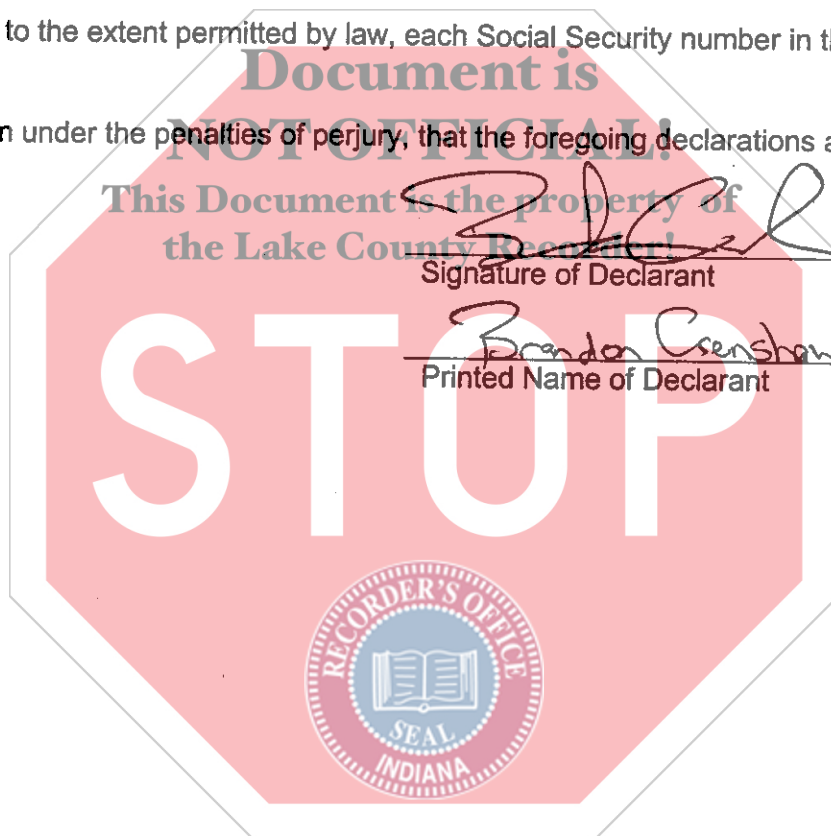 to the extent permitted by law, each Social Security number in th
Document is
n under the penalties of perjury, that the foregoing declarations a
NOT OFFICIAL!
This Document is the property of
the Lake County Recorder!
Signature of Declarant
Brandon Crenshaw
Printed Name of Declarant
STOP
RECORDER'S OFFICE
SEAL
INDIANA